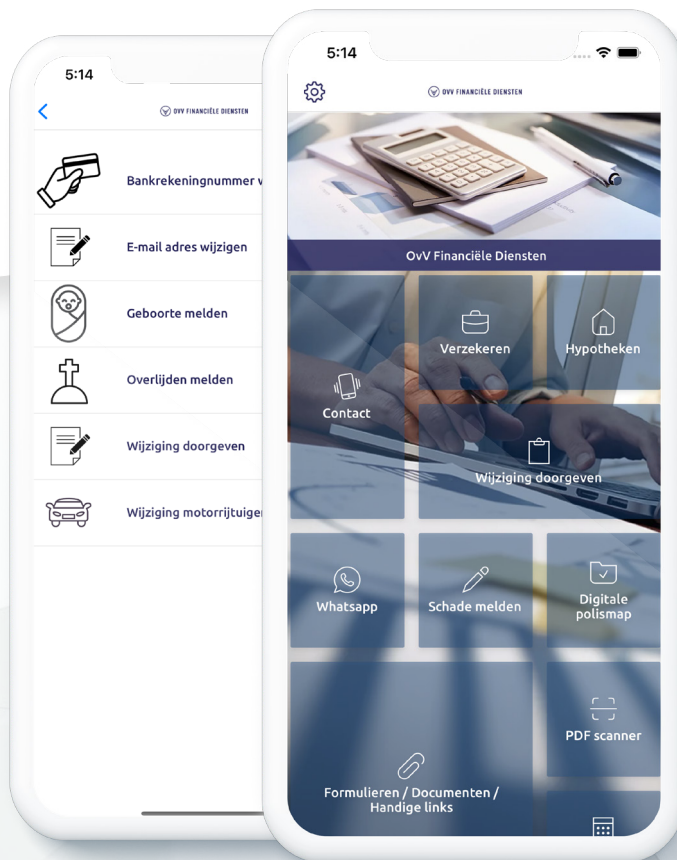 5:14
OVV FINANCIËLE DIENSTEN
Bankrekeningnummer
E-mail adres wijzigen
Geboorte melden
Overlijden melden
Wijziging doorgeven
Wijziging
5:14
OVV FINANCIËLE DIENSTEN
OvV Financiële Diensten
Verzekeren
Hypotheken
Contact
Wijziging doorgeven
Whatsapp
Schade melden
Digitale
polismap
PDF scanner
Formulieren / Documenten /
Handige links